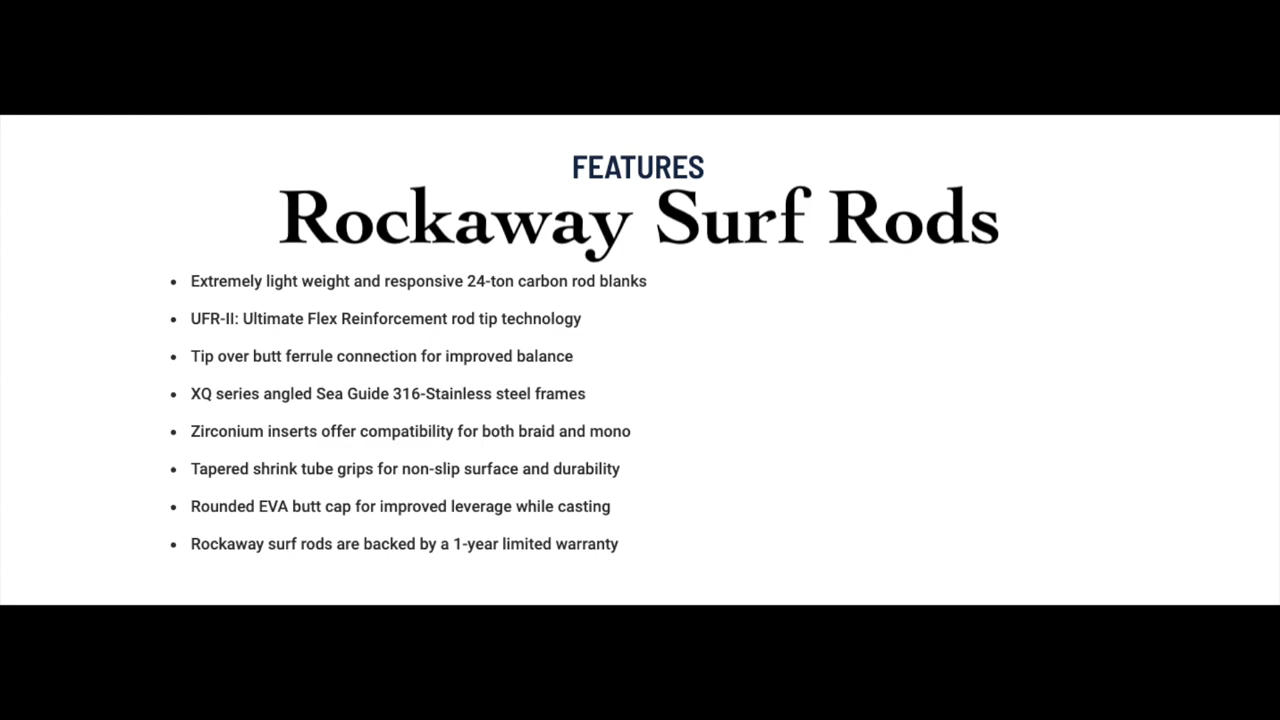 FEATURES
Rockaway Surf Rods
• Extremely light weight and responsive 24-ton carbon rod blanks
• UFR-II: Ultimate Flex Reinforcement rod tip technology
• Tip over butt ferrule connection for improved balance
• XQ series angled Sea Guide 316-Stainless steel frames
• Zirconium inserts offer compatibility for both braid and mono
• Tapered shrink tube grips for non-slip surface and durability
• Rounded EVA butt cap for improved leverage while casting
• Rockaway surf rods are backed by a 1-year limited warranty